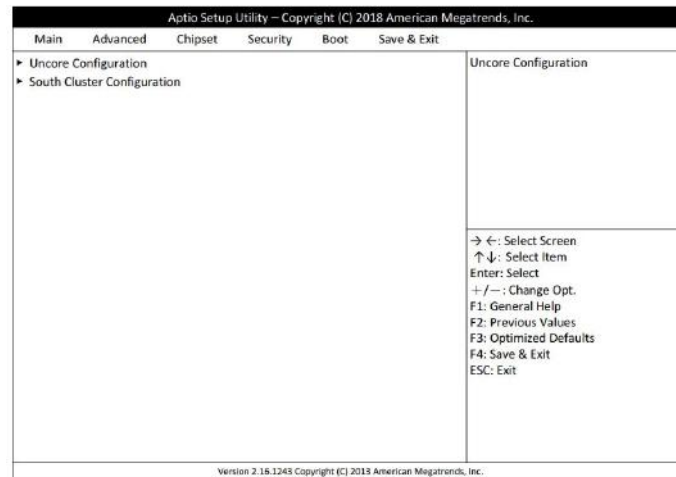 Aptio Setup Utility – Copyright (C) 2018 American Megatrends, Inc.
Main Advanced Chipset Security Boot Save & Exit
► Uncore Configuration
► South Cluster Configuration
Uncore Configuration
→ ←: Select Screen
↑↓: Select Item
Enter: Select
+/−: Change Opt.
F1: General Help
F2: Previous Values
F3: Optimized Defaults
F4: Save & Exit
ESC: Exit
Version 2.16.1243 Copyright (C) 2013 American Megatrends, Inc.